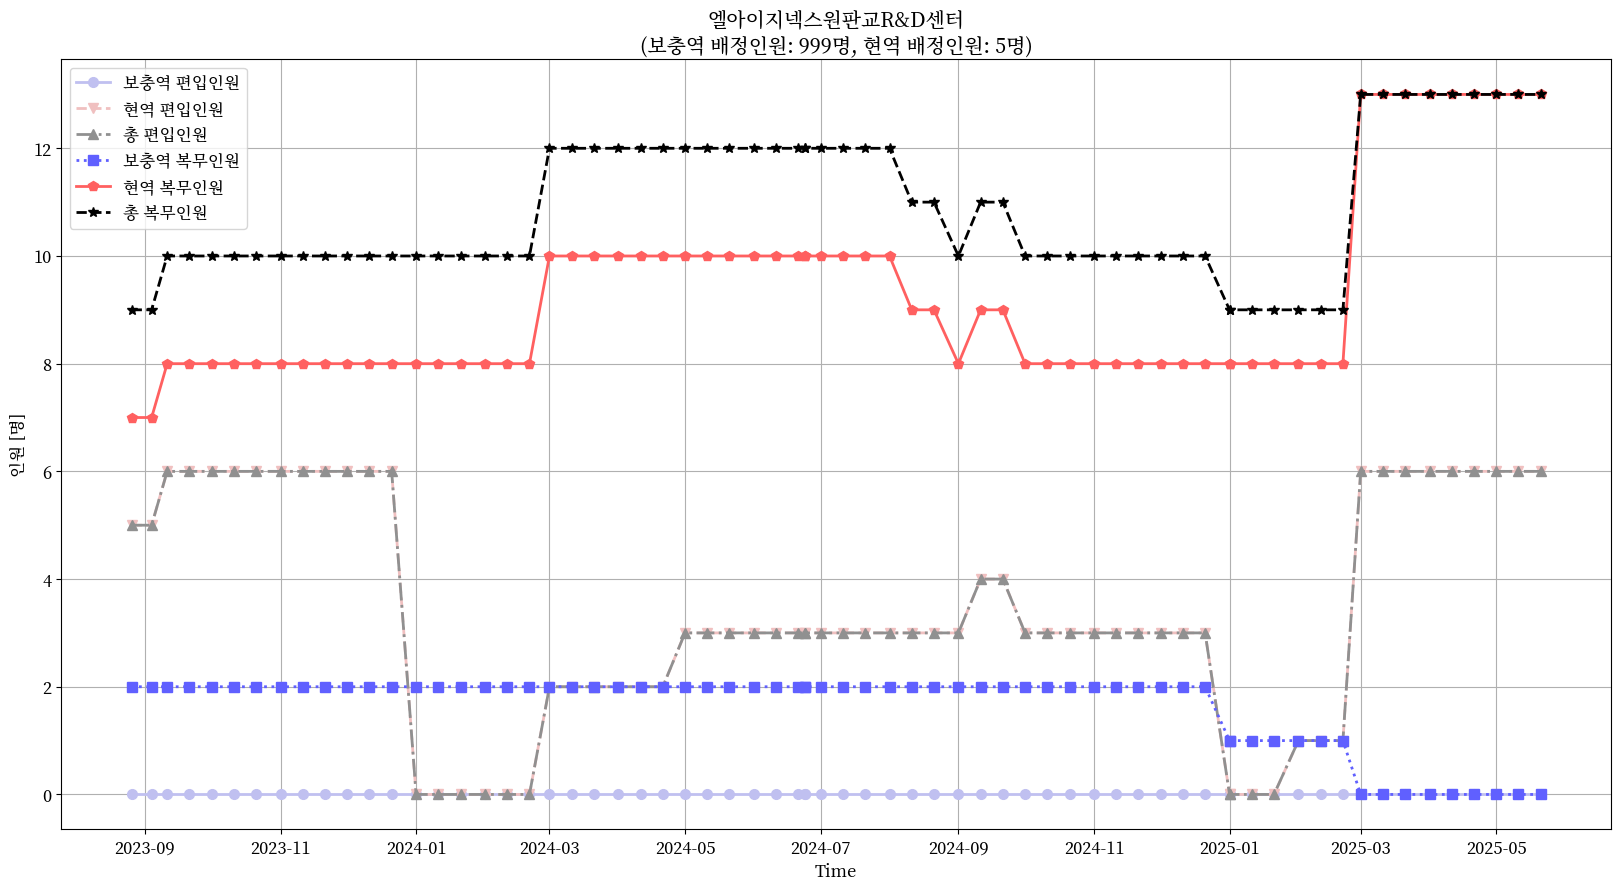 엘아이지넥스원판교R&D센터
(보충역 배정인원: 999명, 현역 배정인원: 5명)
보충역 편입인원
현역 편입인원
총 편입인원
보충역 복무인원
현역 복무인원
총 복무인원
인원 [명]
12
10
8
6
4
2
0
2023-09
2023-11
2024-01
2024-03
2024-05
2024-07
2024-09
2024-11
2025-01
2025-03
2025-05
Time